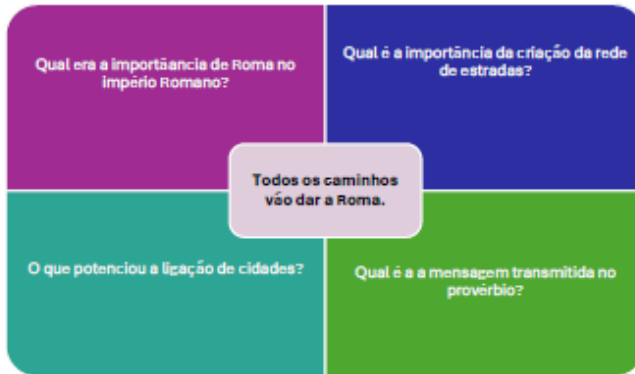 Qual era a importãancia de Roma no
império Romano?
Qual é a importância da criação da rede
de estradas?
Todos os caminhos
vão dar a Roma.
O que potenciou a ligação de cidades?
Qual é a a mensagem transmitida no
provérbio?